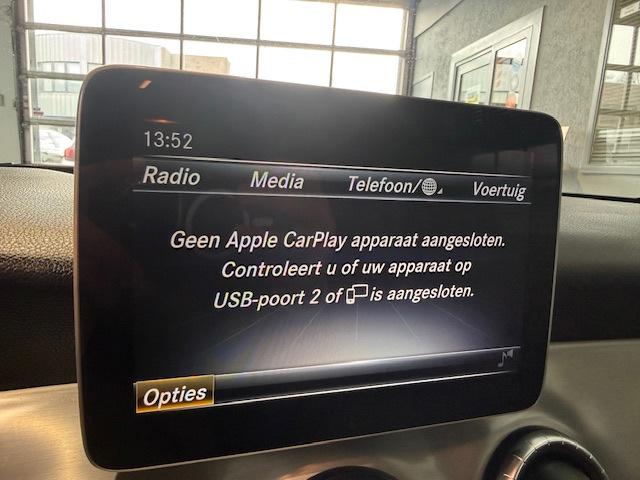 13:52
Radio Media Telefoon/ Voertuig
Geen Apple CarPlay apparaat aangesloten.
Controleert u of uw apparaat op
USB-poort 2 of is aangesloten.
Opties